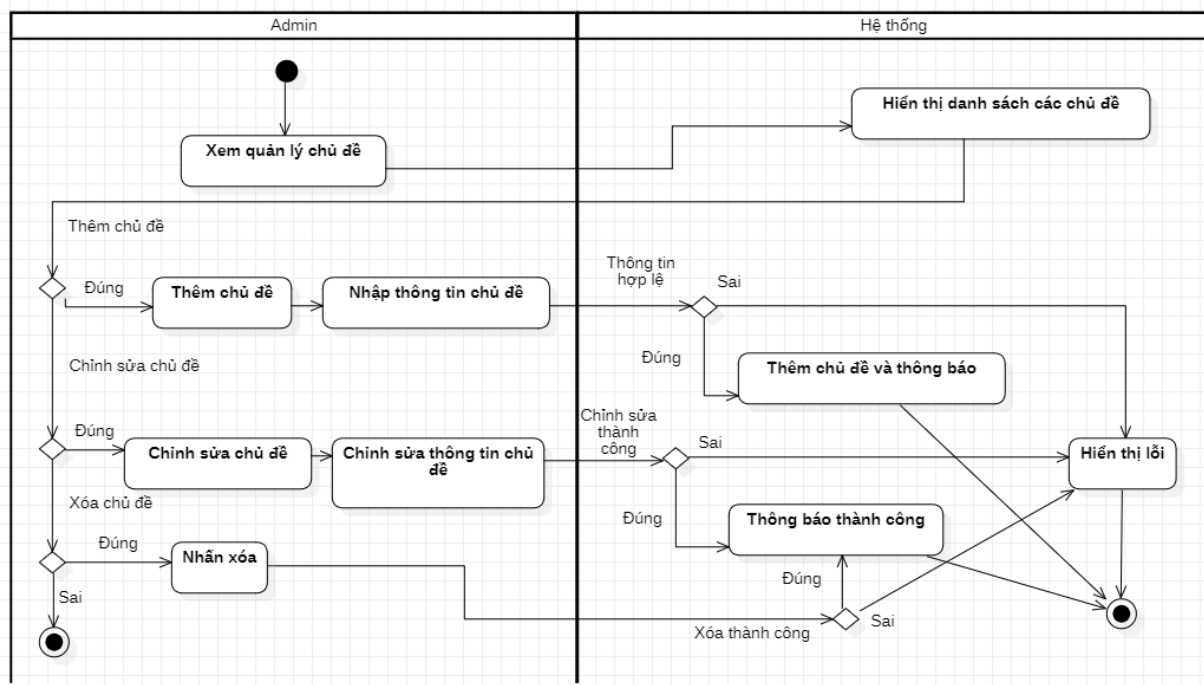 Admin
Hệ thống
Hiển thị danh sách các chủ đề
Xem quản lý chủ đề
Thêm chủ đề
Đúng
Thêm chủ đề
Nhập thông tin chủ đề
Thông tin
hợp lệ
Sai
Đúng
Thêm chủ đề và thông báo
Chỉnh sửa chủ đề
Đúng
Chỉnh sửa chủ đề
Chỉnh sửa thông tin chủ
đề
Chỉnh sửa
thành
công
Sai
Hiển thị lỗi
Đúng
Thông báo thành công
Xóa chủ đề
Đúng
Nhấn xóa
Đúng
Xóa thành công
Sai
Sai